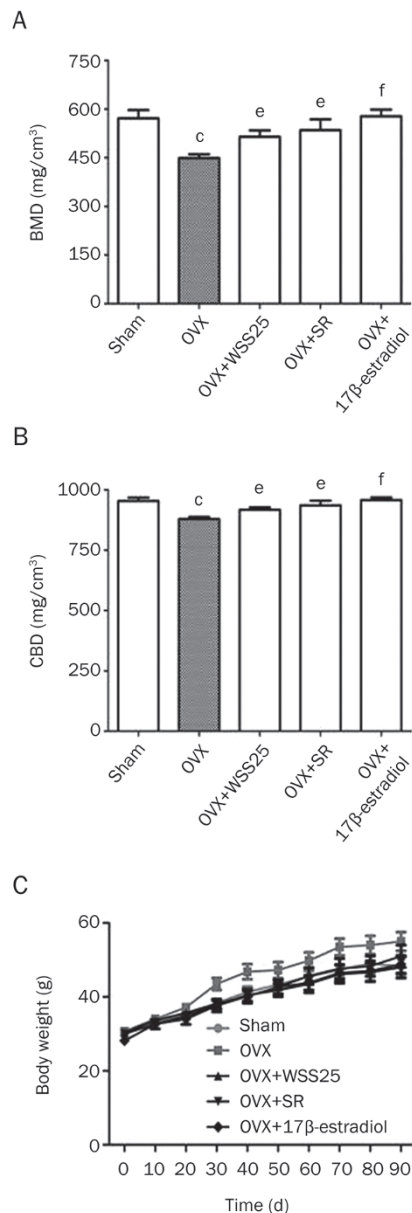 A
750
600
450
300
150
0
BMD (mg/cm³)
c
e
e
f
Sham
OVX
OVX+WSS25
OVX+SR
OVX+
17β-estradiol
B
1000
750
500
250
0
CBD (mg/cm³)
c
e
e
f
Sham
OVX
OVX+WSS25
OVX+SR
OVX+
17β-estradiol
C
60
40
20
0
Body weight (g)
Sham
OVX
OVX+WSS25
OVX+SR
OVX+17β-estradiol
0 10 20 30 40 50 60 70 80 90
Time (d)